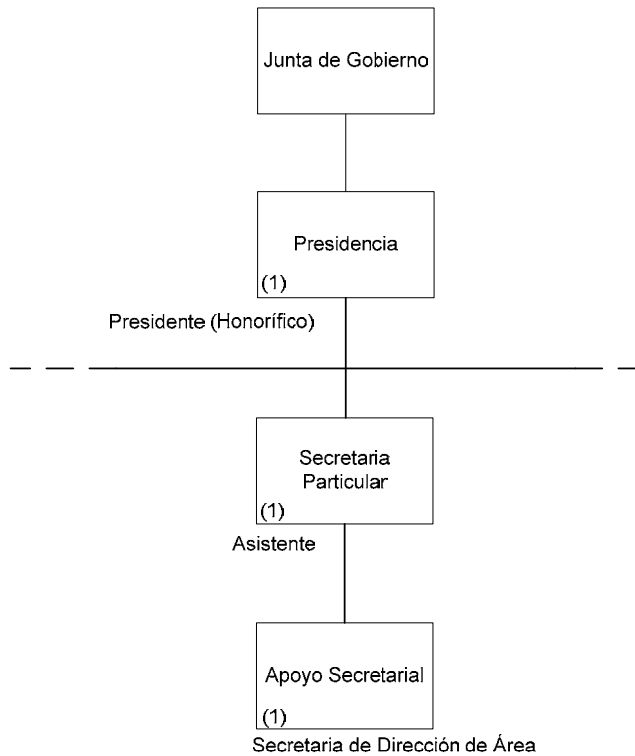 Junta de Gobierno
Presidencia
(1)
Presidente (Honorífico)
Secretaria
Particular
(1)
Asistente
Apoyo Secretarial
(1)
Secretaria de Dirección de Área